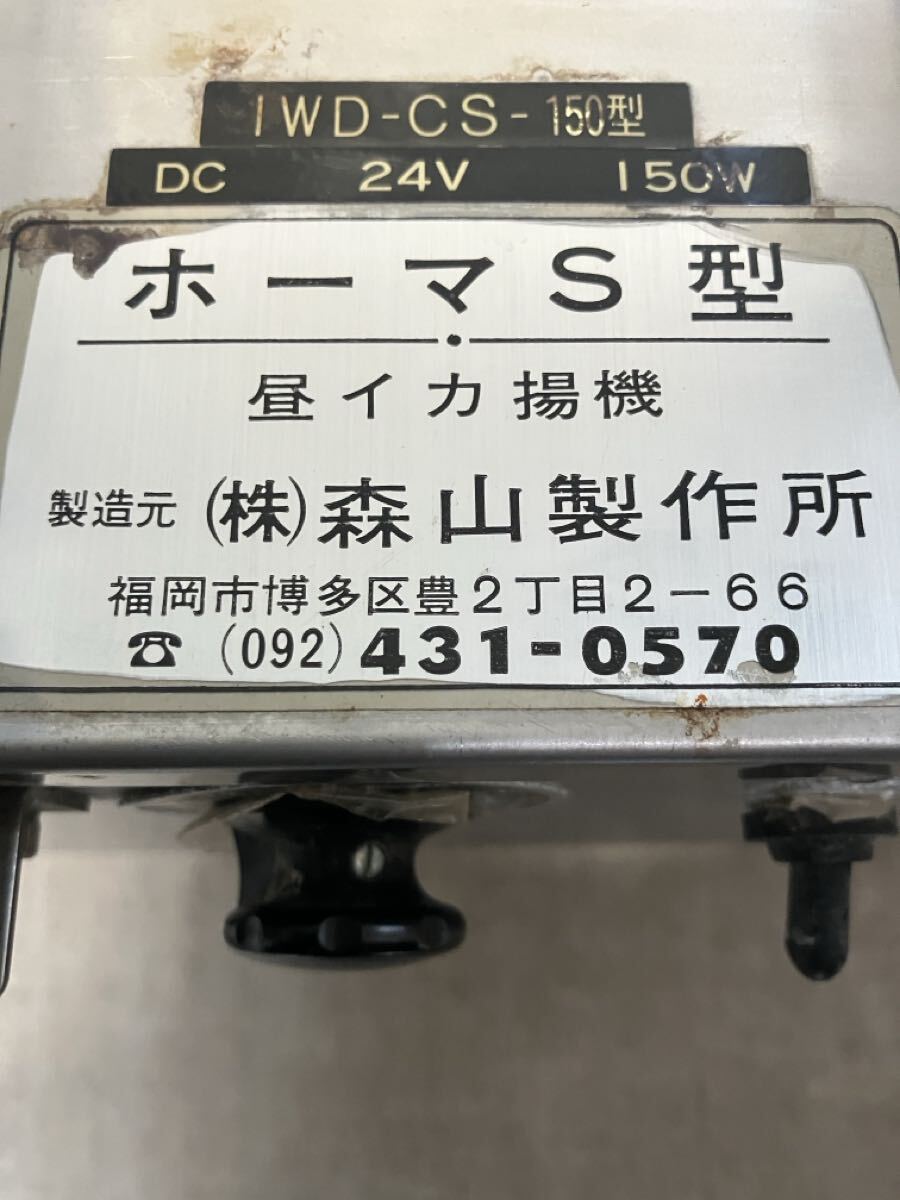 IWD-CS-150型
DC 24V 150W
ホーマS型
昼イカ揚機
製造元 (株)森山製作所
福岡市博多区豊2丁目2-66
☎ (092) 431-0570